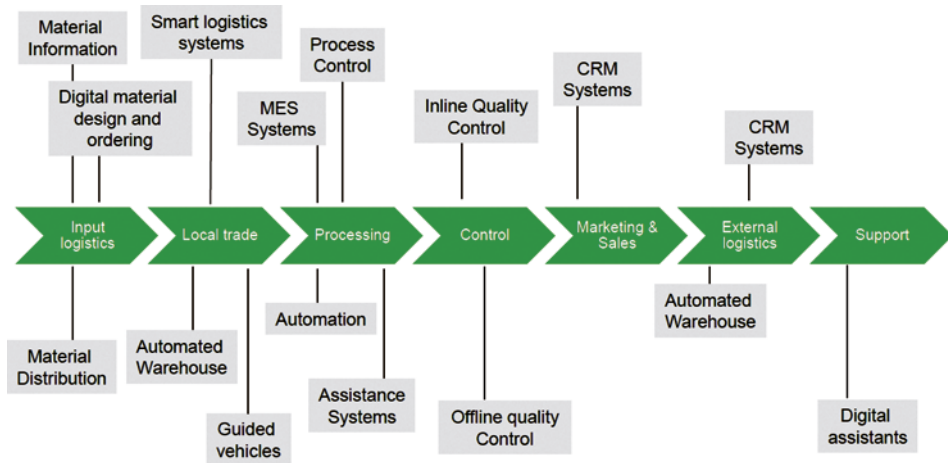 Material
Information
Smart logistics
systems
Process
Control
Digital material
design and
ordering
MES
Systems
Inline Quality
Control
CRM
Systems
CRM
Systems
Input
logistics
Local trade
Processing
Control
Marketing &
Sales
External
logistics
Support
Material
Distribution
Automated
Warehouse
Guided
vehicles
Automation
Assistance
Systems
Offline quality
Control
Automated
Warehouse
Digital
assistants